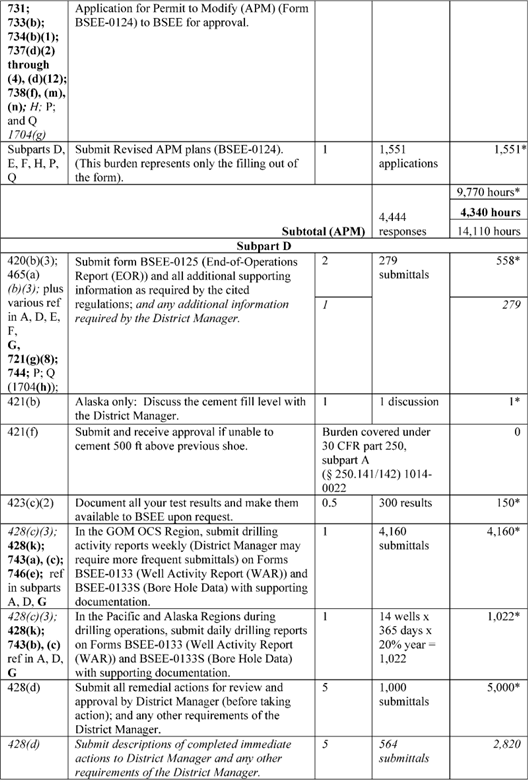 731;
733(b);
734(b)(1);
737(d)(2)
through
(4), (d)(12);
738(f), (m),
(n); H; P;
and Q
1704(g)
Application for Permit to Modify (APM) (Form
BSEE-0124) to BSEE for approval.
Subparts D,
E, F, H, P,
Q
Submit Revised APM plans (BSEE-0124).
(This burden represents only the filling out of
the form).
1
1,551
applications
1,551*
Subtotal (APM)
4,444
responses
9,770 hours*
4,340 hours
14,110 hours
Subpart D
420(b)(3);
465(a)
(b)(3); plus
various ref
in A, D, E,
F,
G,
721(g)(8);
744; P; Q
(1704(h));
Submit form BSEE-0125 (End-of-Operations
Report (EOR)) and all additional supporting
information as required by the cited
regulations; and any additional information
required by the District Manager.
2
1
279
submittals
558*
279
421(b)
Alaska only: Discuss the cement fill level with
the District Manager.
1
1 discussion
1*
421(f)
Submit and receive approval if unable to
cement 500 ft above previous shoe.
Burden covered under
30 CFR part 250,
subpart A
(§ 250.141/142) 1014-
0022
0
423(c)(2)
Document all your test results and make them
available to BSEE upon request.
0.5
300 results
150*
428(c)(3);
428(k);
743(a), (c);
746(e); ref
in subparts
A, D, G
In the GOM OCS Region, submit drilling
activity reports weekly (District Manager may
require more frequent submittals) on Forms
BSEE-0133 (Well Activity Report (WAR)) and
BSEE-0133S (Bore Hole Data) with supporting
documentation.
1
4,160
submittals
4,160*
428(c)(3);
428(k);
743(b), (c)
ref in A, D,
G
In the Pacific and Alaska Regions during
drilling operations, submit daily drilling reports
on Forms BSEE-0133 (Well Activity Report
(WAR)) and BSEE-0133S (Bore Hole Data)
with supporting documentation.
1
14 wells x
365 days x
20% year =
1,022
1,022*
428(d)
Submit all remedial actions for review and
approval by District Manager (before taking
action); and any other requirements of the
District Manager.
5
1,000
submittals
5,000*
428(d)
Submit descriptions of completed immediate
actions to District Manager and any other
requirements of the District Manager.
5
564
submittals
2,820